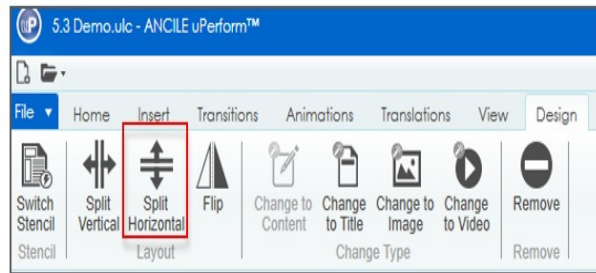 uP 5.3 Demo.ulc - ANCILE uPerform™
File Home Insert Transitions Animations Translations View Design
Switch Stencil
Split Vertical
Split Horizontal
Flip
Change to Content
Change to Title
Change to Image
Change to Video
Remove
Stencil Layout Change Type Remove